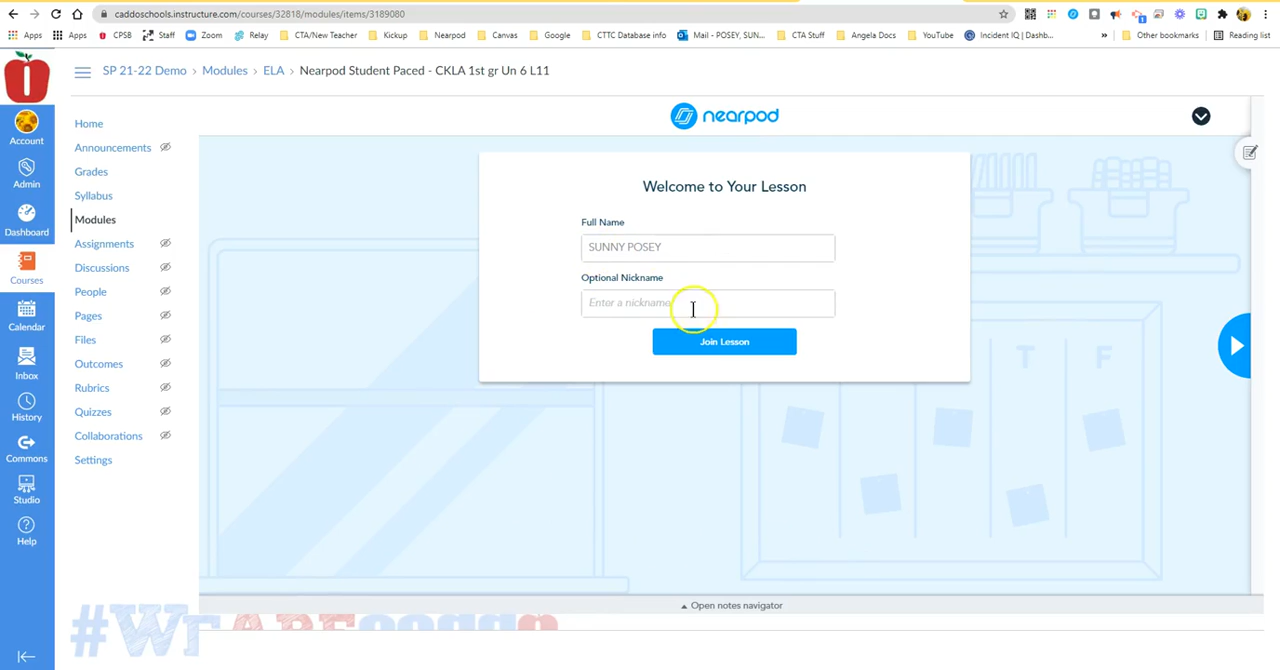 caddoschools.instructure.com/courses/32818/modules/items/3189080
Apps
Apps
CPSB
Staff
Zoom
Relay
CTA/New Teacher
Kickup
Nearpod
Canvas
Google
CTTC Database info
Mail - POSEY, SUN...
CTA Stuff
Angela Docs
YouTube
Incident IQ | Dashb...
»
Other bookmarks
Reading list
SP 21-22 Demo > Modules > ELA > Nearpod Student Paced - CKLA 1st gr Un 6 L11
Account
Admin
Dashboard
Courses
Calendar
Inbox
History
Commons
Studio
Help
Home
Announcements
Grades
Syllabus
Modules
Assignments
Discussions
People
Pages
Files
Outcomes
Rubrics
Quizzes
Collaborations
Settings
nearpod
Welcome to Your Lesson
Full Name
SUNNY POSEY
Optional Nickname
Enter a nickname
Join Lesson
T F
Open notes navigator